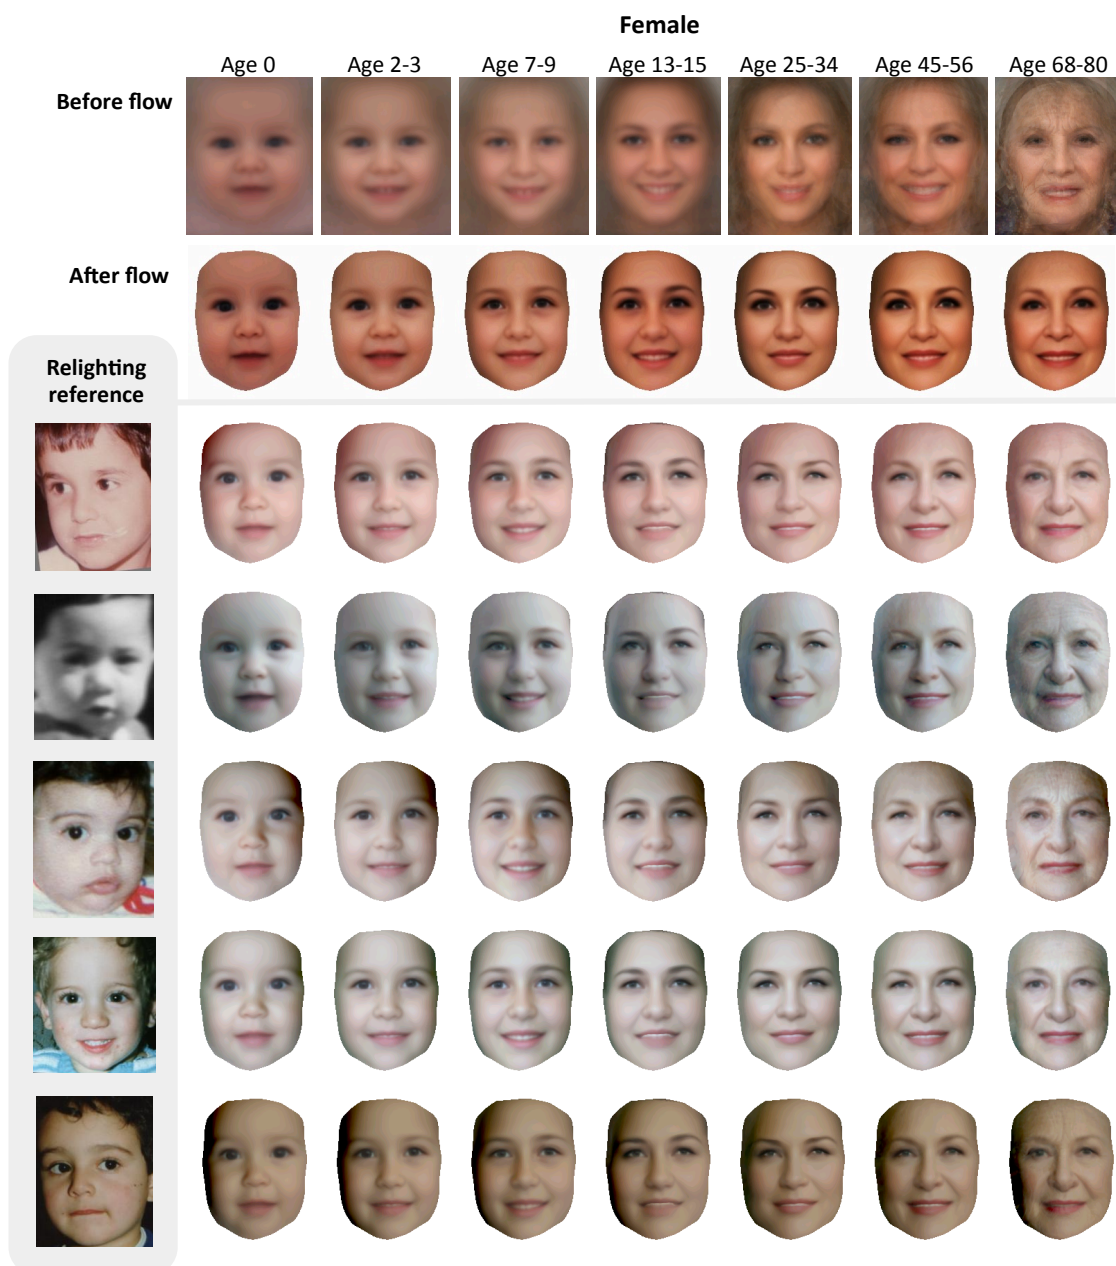 Female
Age 0 Age 2-3 Age 7-9 Age 13-15 Age 25-34 Age 45-56 Age 68-80
Before flow
After flow
Relighting
reference